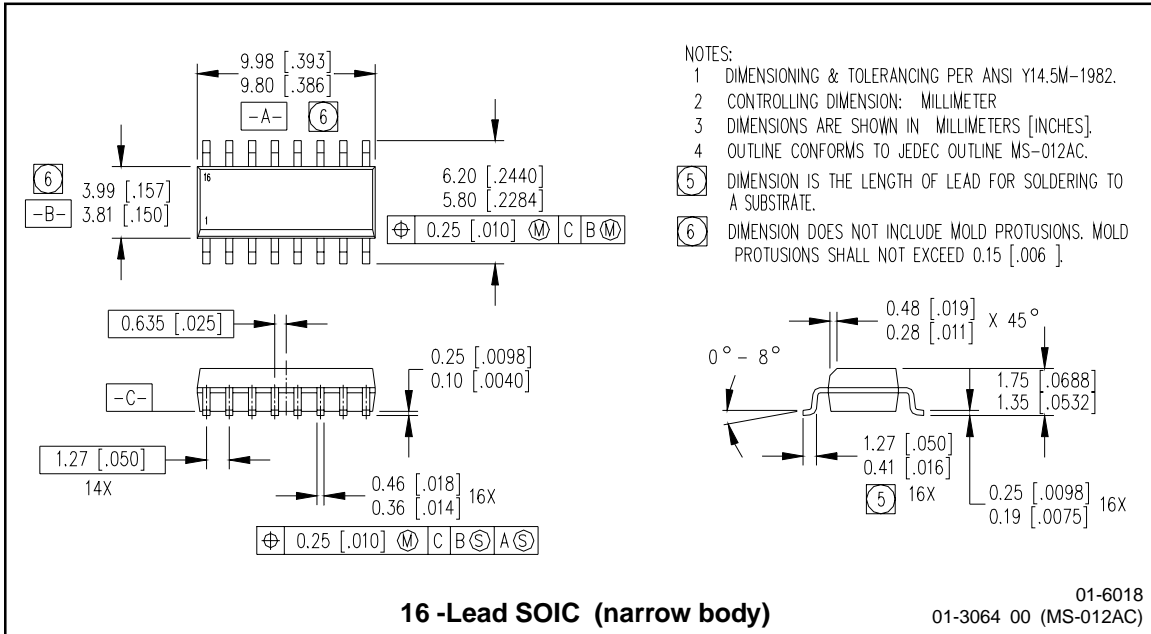 9.98 [.393]
9.80 [.386]
-A- 6
6
3.99 [.157]
3.81 [.150]
-B-
16
1
6.20 [.2440]
5.80 [.2284]
⌖ 0.25 [.010] Ⓜ C B Ⓜ
NOTES:
1 DIMENSIONING & TOLERANCING PER ANSI Y14.5M-1982.
2 CONTROLLING DIMENSION: MILLIMETER
3 DIMENSIONS ARE SHOWN IN MILLIMETERS [INCHES].
4 OUTLINE CONFORMS TO JEDEC OUTLINE MS-012AC.
5 DIMENSION IS THE LENGTH OF LEAD FOR SOLDERING TO
A SUBSTRATE.
6 DIMENSION DOES NOT INCLUDE MOLD PROTUSIONS. MOLD
PROTUSIONS SHALL NOT EXCEED 0.15 [.006 ].
0.635 [.025]
0.25 [.0098]
0.10 [.0040]
-C-
1.27 [.050]
14X
0.46 [.018]
0.36 [.014] 16X
⌖ 0.25 [.010] Ⓜ C B Ⓢ A Ⓢ
0.48 [.019]
0.28 [.011] X 45°
0° - 8°
1.75 [.0688]
1.35 [.0532]
1.27 [.050]
0.41 [.016]
5 16X
0.25 [.0098]
0.19 [.0075] 16X
16 -Lead SOIC (narrow body)
01-6018
01-3064 00 (MS-012AC)